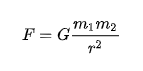 F = G \frac{m_1 m_2}{r^2}